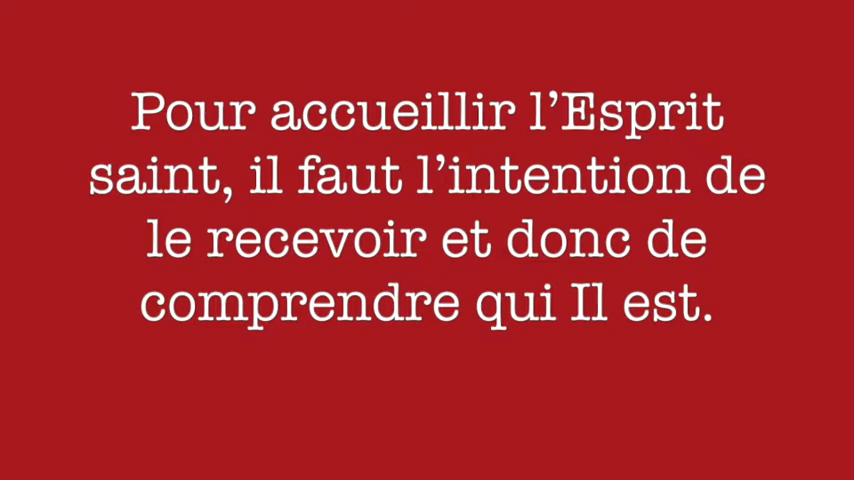 Pour accueillir l’Esprit
saint, il faut l’intention de
le recevoir et donc de
comprendre qui Il est.